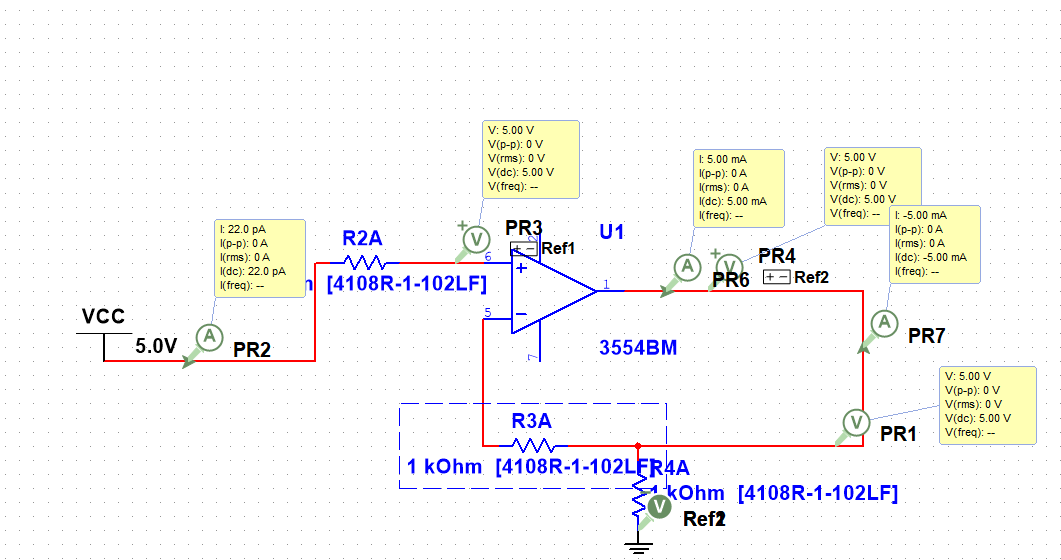 V: 5.00 V
V(p-p): 0 V
V(rms): 0 V
V(dc): 5.00 V
V(freq): --
I: 5.00 mA
I(p-p): 0 A
I(rms): 0 A
I(dc): 5.00 mA
I(freq): --
V: 5.00 V
V(p-p): 0 V
V(rms): 0 V
V(dc): 5.00 V
V(freq): --
I: -5.00 mA
I(p-p): 0 A
I(rms): 0 A
I(dc): -5.00 mA
I(freq): --
I: 22.0 pA
I(p-p): 0 A
I(rms): 0 A
I(dc): 22.0 pA
I(freq): --
R2A
[4108R-1-102LF]
+
V
PR3
+ -
Ref1
U1
6
+
5
−
7
1
3554BM
A
PR6
+
V
PR4
+ -
Ref2
A
PR7
VCC
5.0V
A
PR2
V: 5.00 V
V(p-p): 0 V
V(rms): 0 V
V(dc): 5.00 V
V(freq): --
V
PR1
R3A
1 kOhm [4108R-1-102LF]
R4A
kOhm [4108R-1-102LF]
V